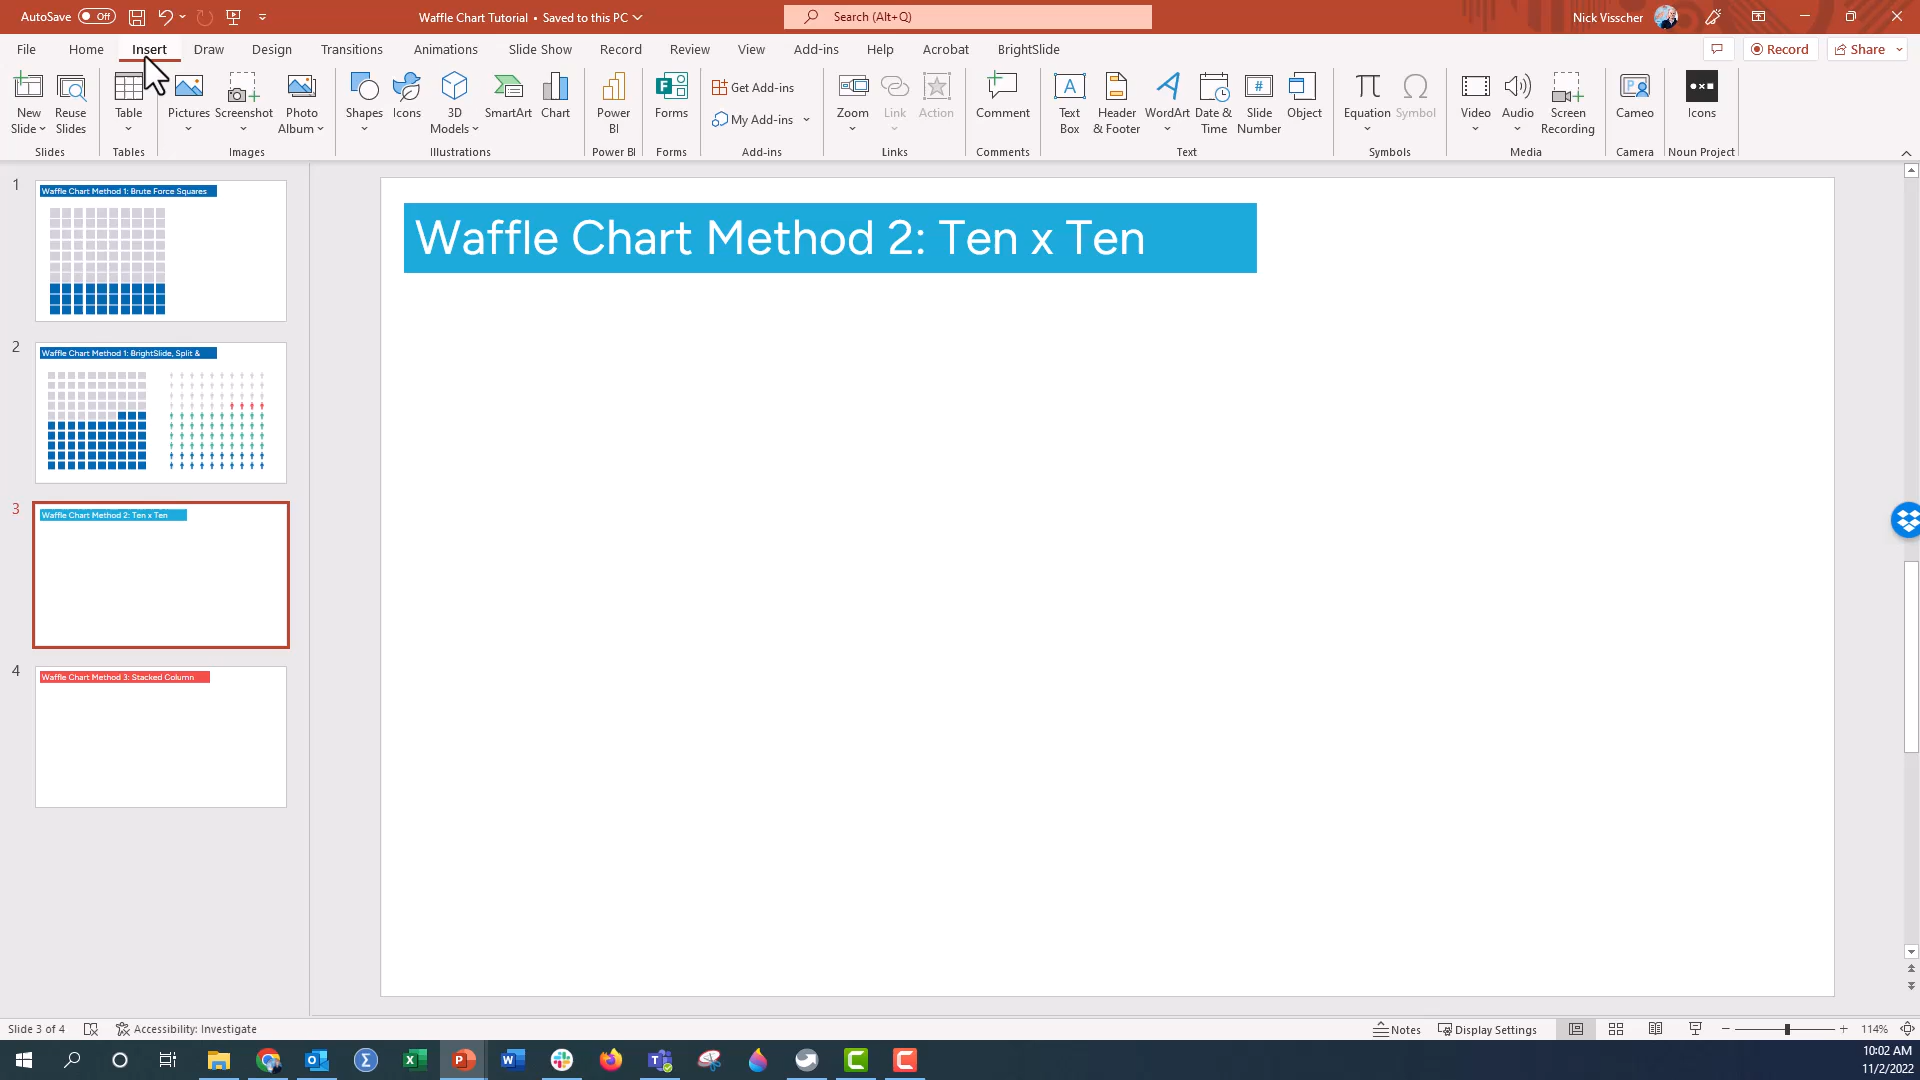 AutoSave Off
Waffle Chart Tutorial • Saved to this PC
Search (Alt+Q)
Nick Visscher
File Home Insert Draw Design Transitions Animations Slide Show Record Review View Add-ins Help Acrobat BrightSlide
Record Share
New Slide
Reuse Slides
Table
Pictures
Screenshot
Photo Album
Shapes
Icons
3D Models
SmartArt
Chart
Power BI
Forms
Get Add-ins
My Add-ins
Zoom
Link
Action
Comment
Text Box
Header & Footer
WordArt
Date & Time
Slide Number
Object
Equation
Symbol
Video
Audio
Screen Recording
Cameo
Icons
Slides Tables Images Illustrations Power BI Forms Add-ins Links Comments Text Symbols Media Camera Noun Project
1
Waffle Chart Method 1: Brute Force Squares
2
Waffle Chart Method 1: BrightSlide, Split &
3
Waffle Chart Method 2: Ten x Ten
4
Waffle Chart Method 3: Stacked Column
Waffle Chart Method 2: Ten x Ten
Slide 3 of 4
Accessibility: Investigate
Notes
Display Settings
114%
10:02 AM
11/2/2022